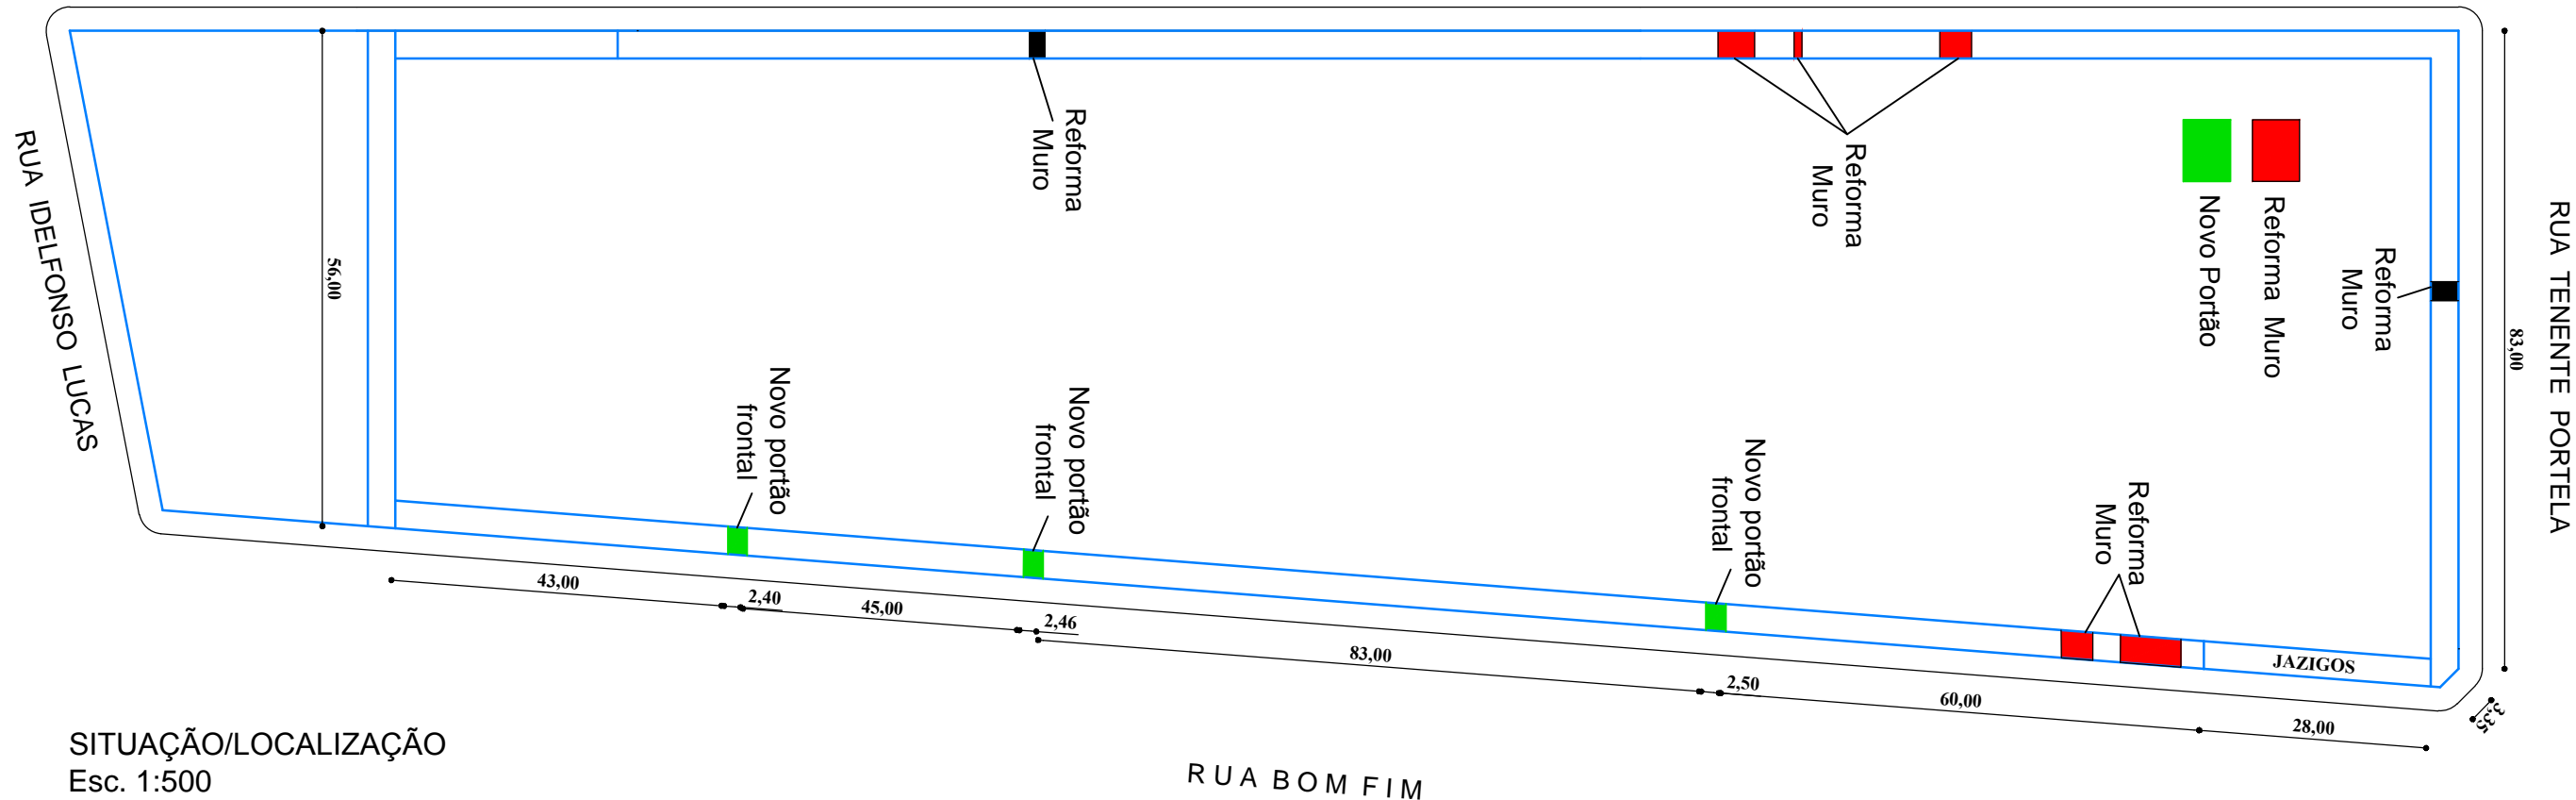 RUA IDELFONSO LUCAS
56,00
Reforma
Muro
Reforma
Muro
Novo Portão
Reforma Muro
Reforma
Muro
RUA TENENTE PORTELA
83,00
Novo portão
frontal
Novo portão
frontal
Novo portão
frontal
Reforma
Muro
JAZIGOS
43,00
2,40
45,00
2,46
83,00
2,50
60,00
28,00
3,35
SITUAÇÃO/LOCALIZAÇÃO
Esc. 1:500
RUA BOM FIM